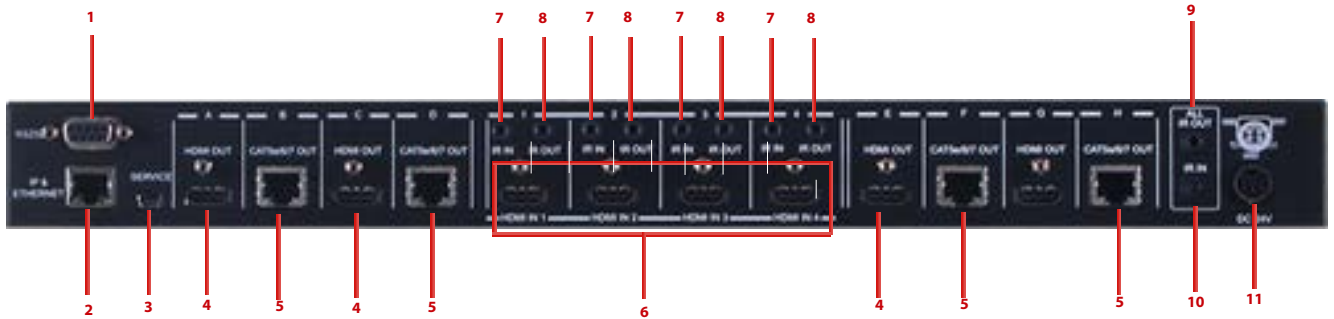 1 7 8 7 8 7 8 7 8 9
A B C D 1 2 3 4 E F G H ALL
IR OUT
RS232
IR IN IR OUT IR IN IR OUT IR IN IR OUT IR IN IR OUT
HDMI OUT CAT5e/6/7 OUT HDMI OUT CAT5e/6/7 OUT HDMI OUT CAT5e/6/7 OUT HDMI OUT CAT5e/6/7 OUT
IR IN
IP &
ETHERNET
SERVICE
HDMI IN 1 HDMI IN 2 HDMI IN 3 HDMI IN 4
2 3 4 5 4 5 6 4 5 5 10 11